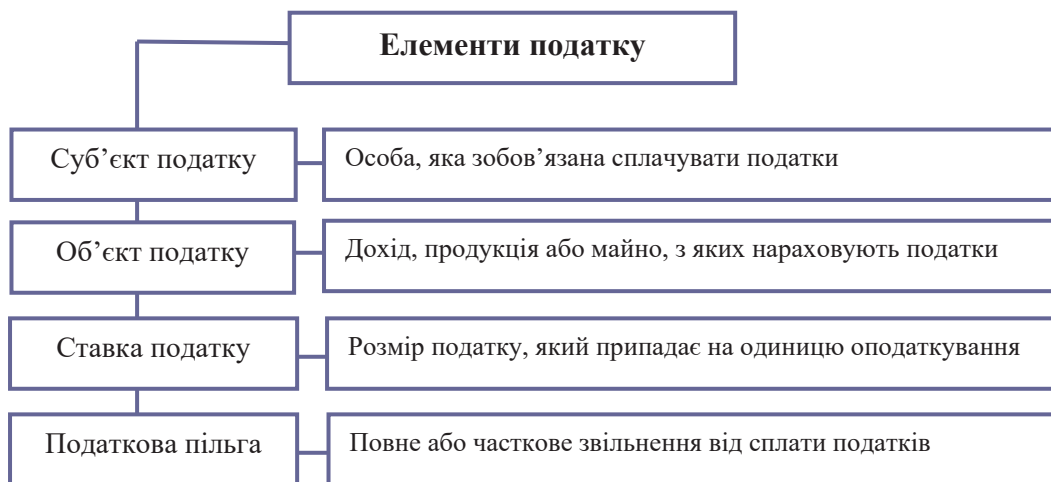 Елементи податку
Суб’єкт податку
Особа, яка зобов’язана сплачувати податки
Об’єкт податку
Дохід, продукція або майно, з яких нараховують податки
Ставка податку
Розмір податку, який припадає на одиницю оподаткування
Податкова пільга
Повне або часткове звільнення від сплати податків